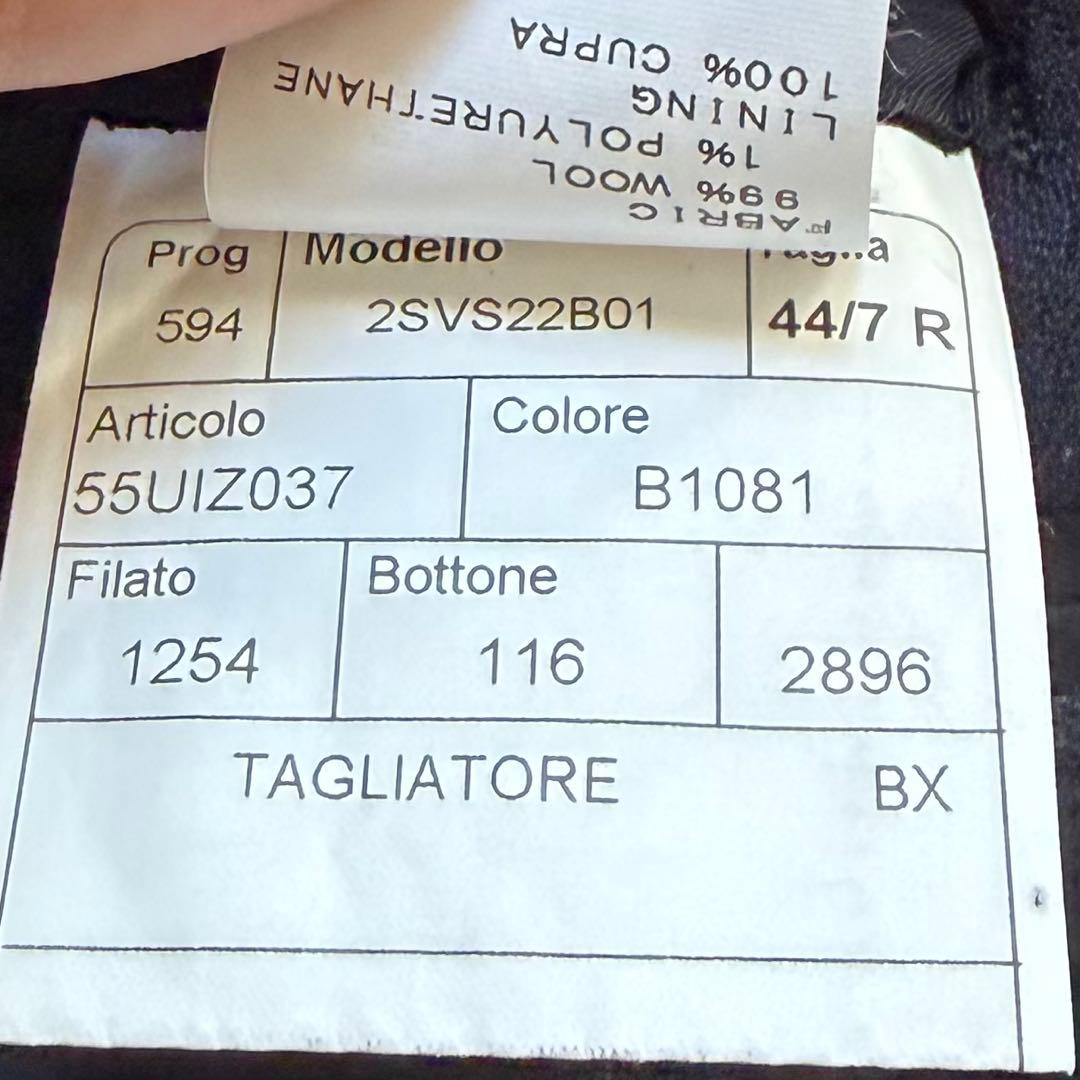 FABRIC
99% WOOL
1% POLYURETHANE
LINING
100% CUPRA
Prog Modello
594 2SVS22B01 44/7 R
Articolo Colore
55UIZ037 B1081
Filato Bottone
1254 116 2896
TAGLIATORE BX